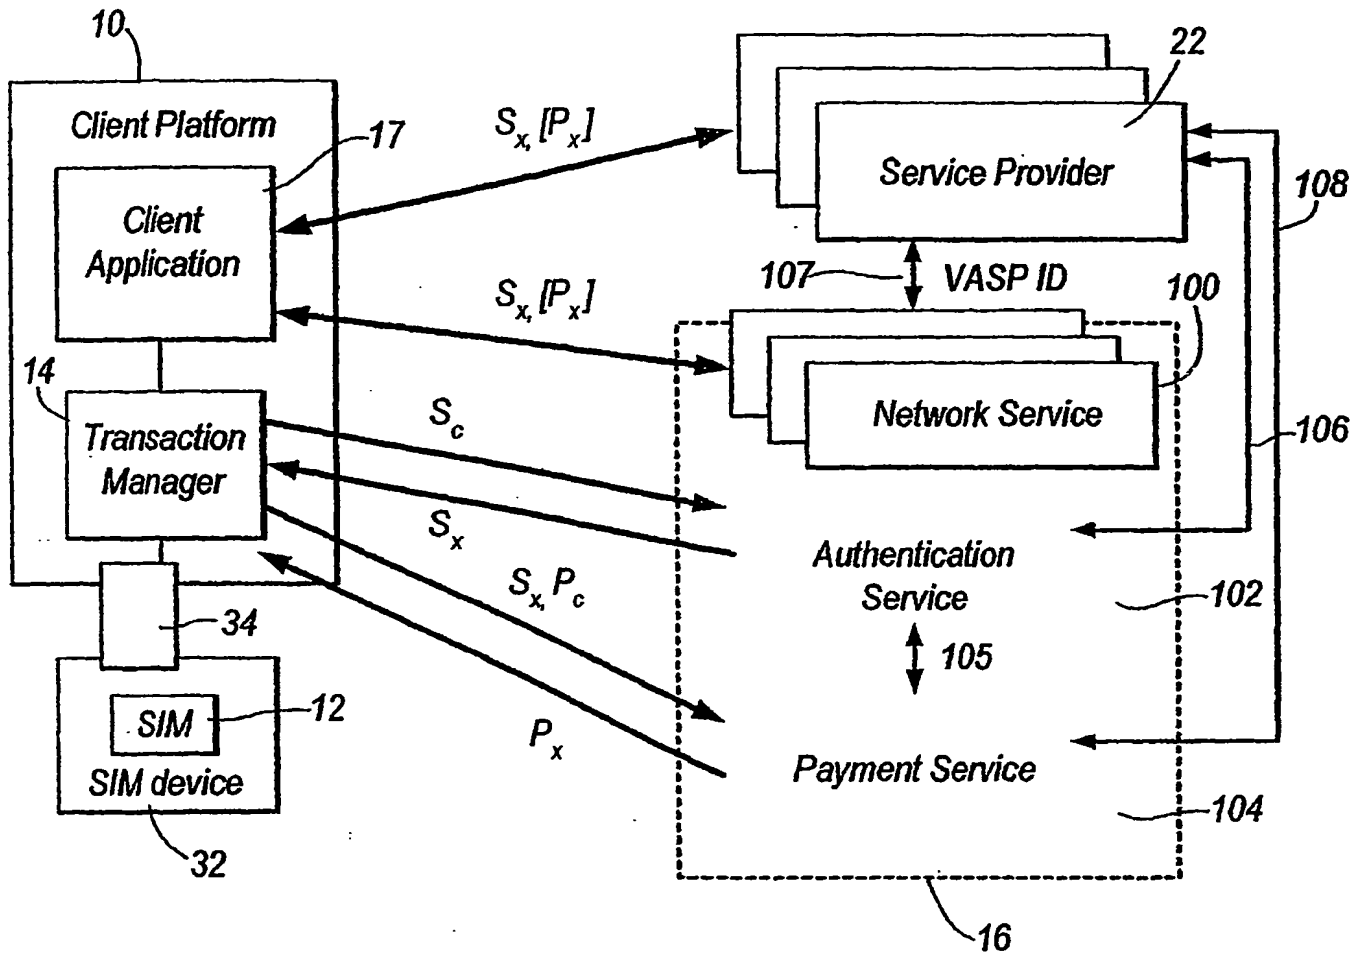 10
22
Client Platform
17
Sx, [Px]
Service Provider
108
Client
Application
107
VASP ID
100
Sx, [Px]
14
Network Service
Sc
106
Transaction
Manager
Sx
Authentication
Service
Sx, Pc
102
34
105
12
SIM
Px
Payment Service
SIM device
104
32
16